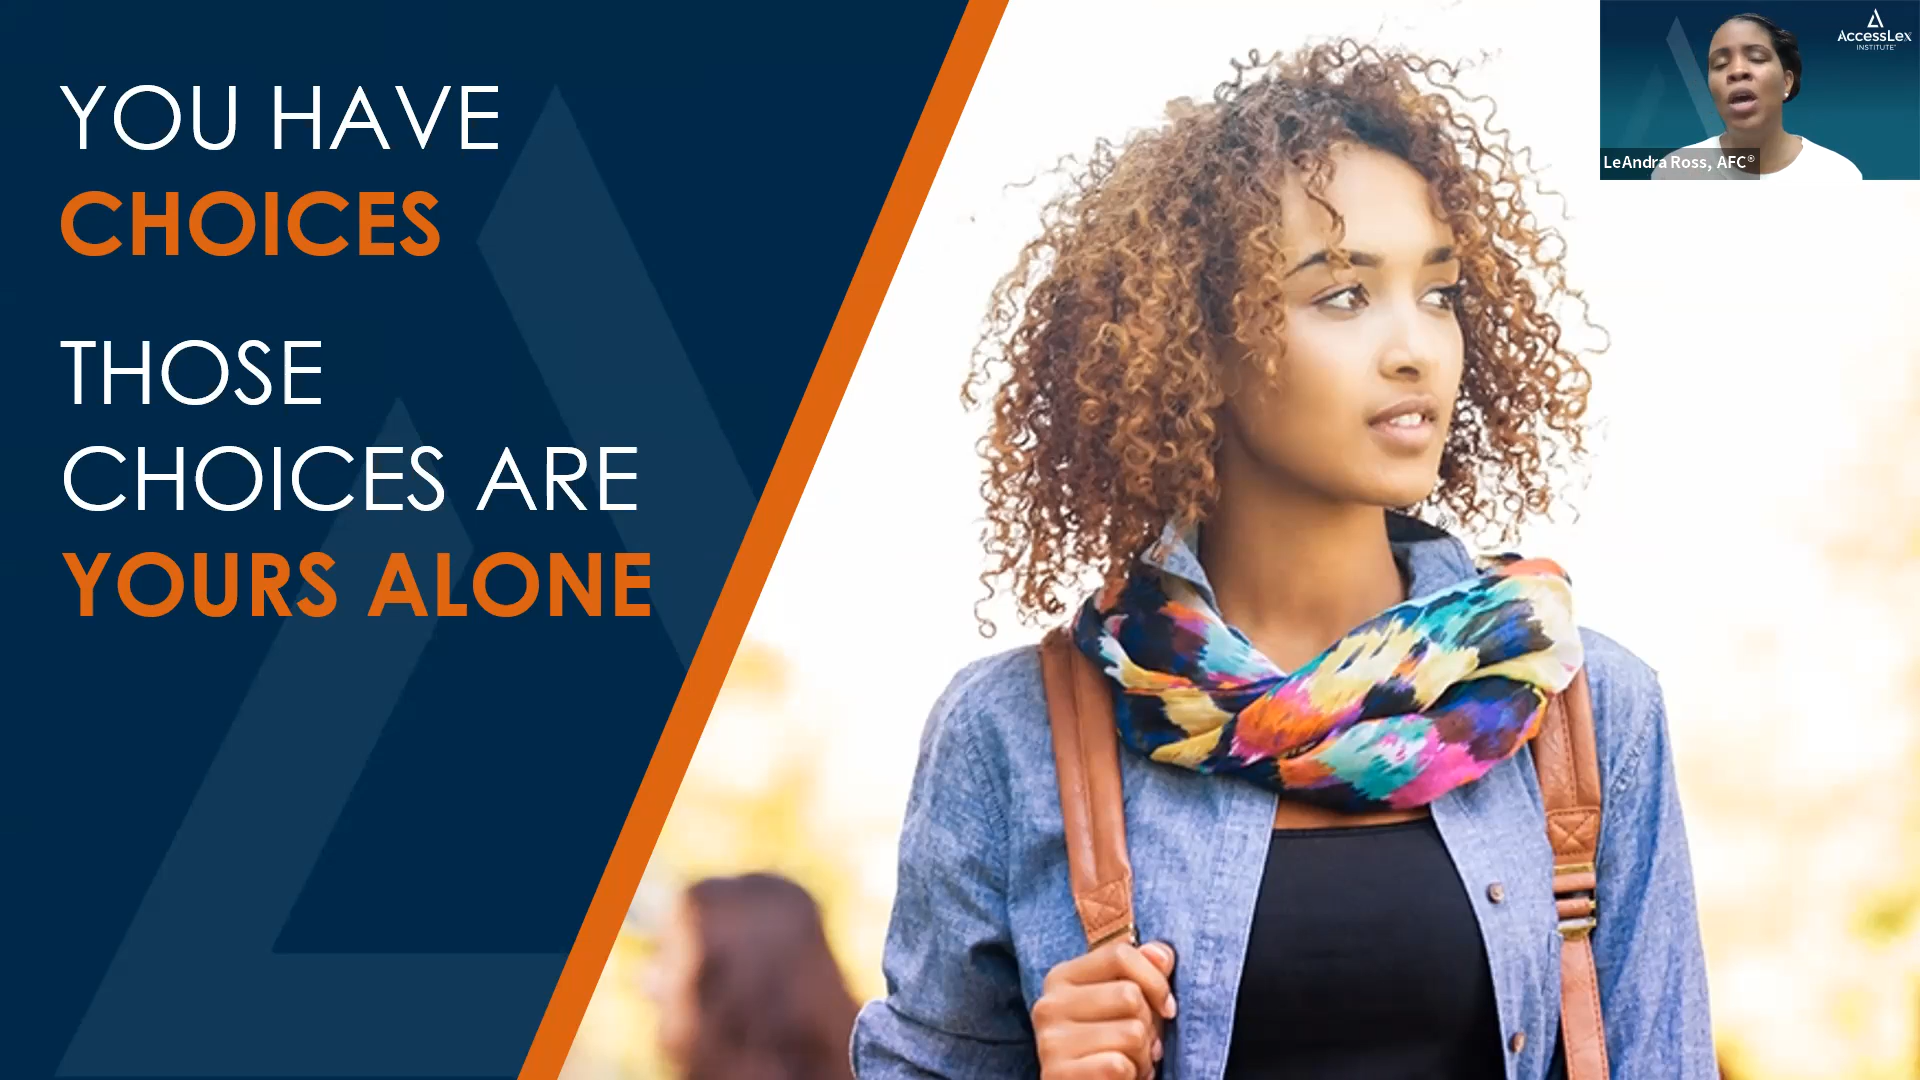 YOU HAVE
CHOICES
THOSE
CHOICES ARE
YOURS ALONE
AccessLex
INSTITUTE®
LeAndra Ross, AFC®